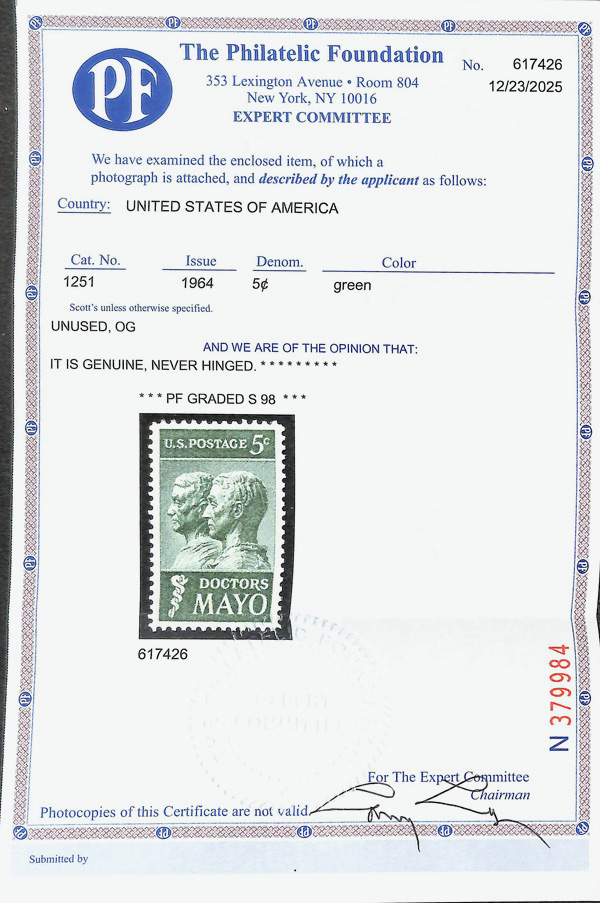 PF
The Philatelic Foundation
No. 617426
353 Lexington Avenue • Room 804
12/23/2025
New York, NY 10016
EXPERT COMMITTEE
We have examined the enclosed item, of which a
photograph is attached, and described by the applicant as follows:
Country: UNITED STATES OF AMERICA
Cat. No. Issue Denom. Color
1251 1964 5¢ green
Scott's unless otherwise specified.
UNUSED, OG
AND WE ARE OF THE OPINION THAT:
IT IS GENUINE, NEVER HINGED. * * * * * * * * *
* * * PF GRADED S 98 * * *
U.S. POSTAGE 5c
DOCTORS
MAYO
617426
N 379984
For The Expert Committee
Chairman
Photocopies of this Certificate are not valid.
Submitted by